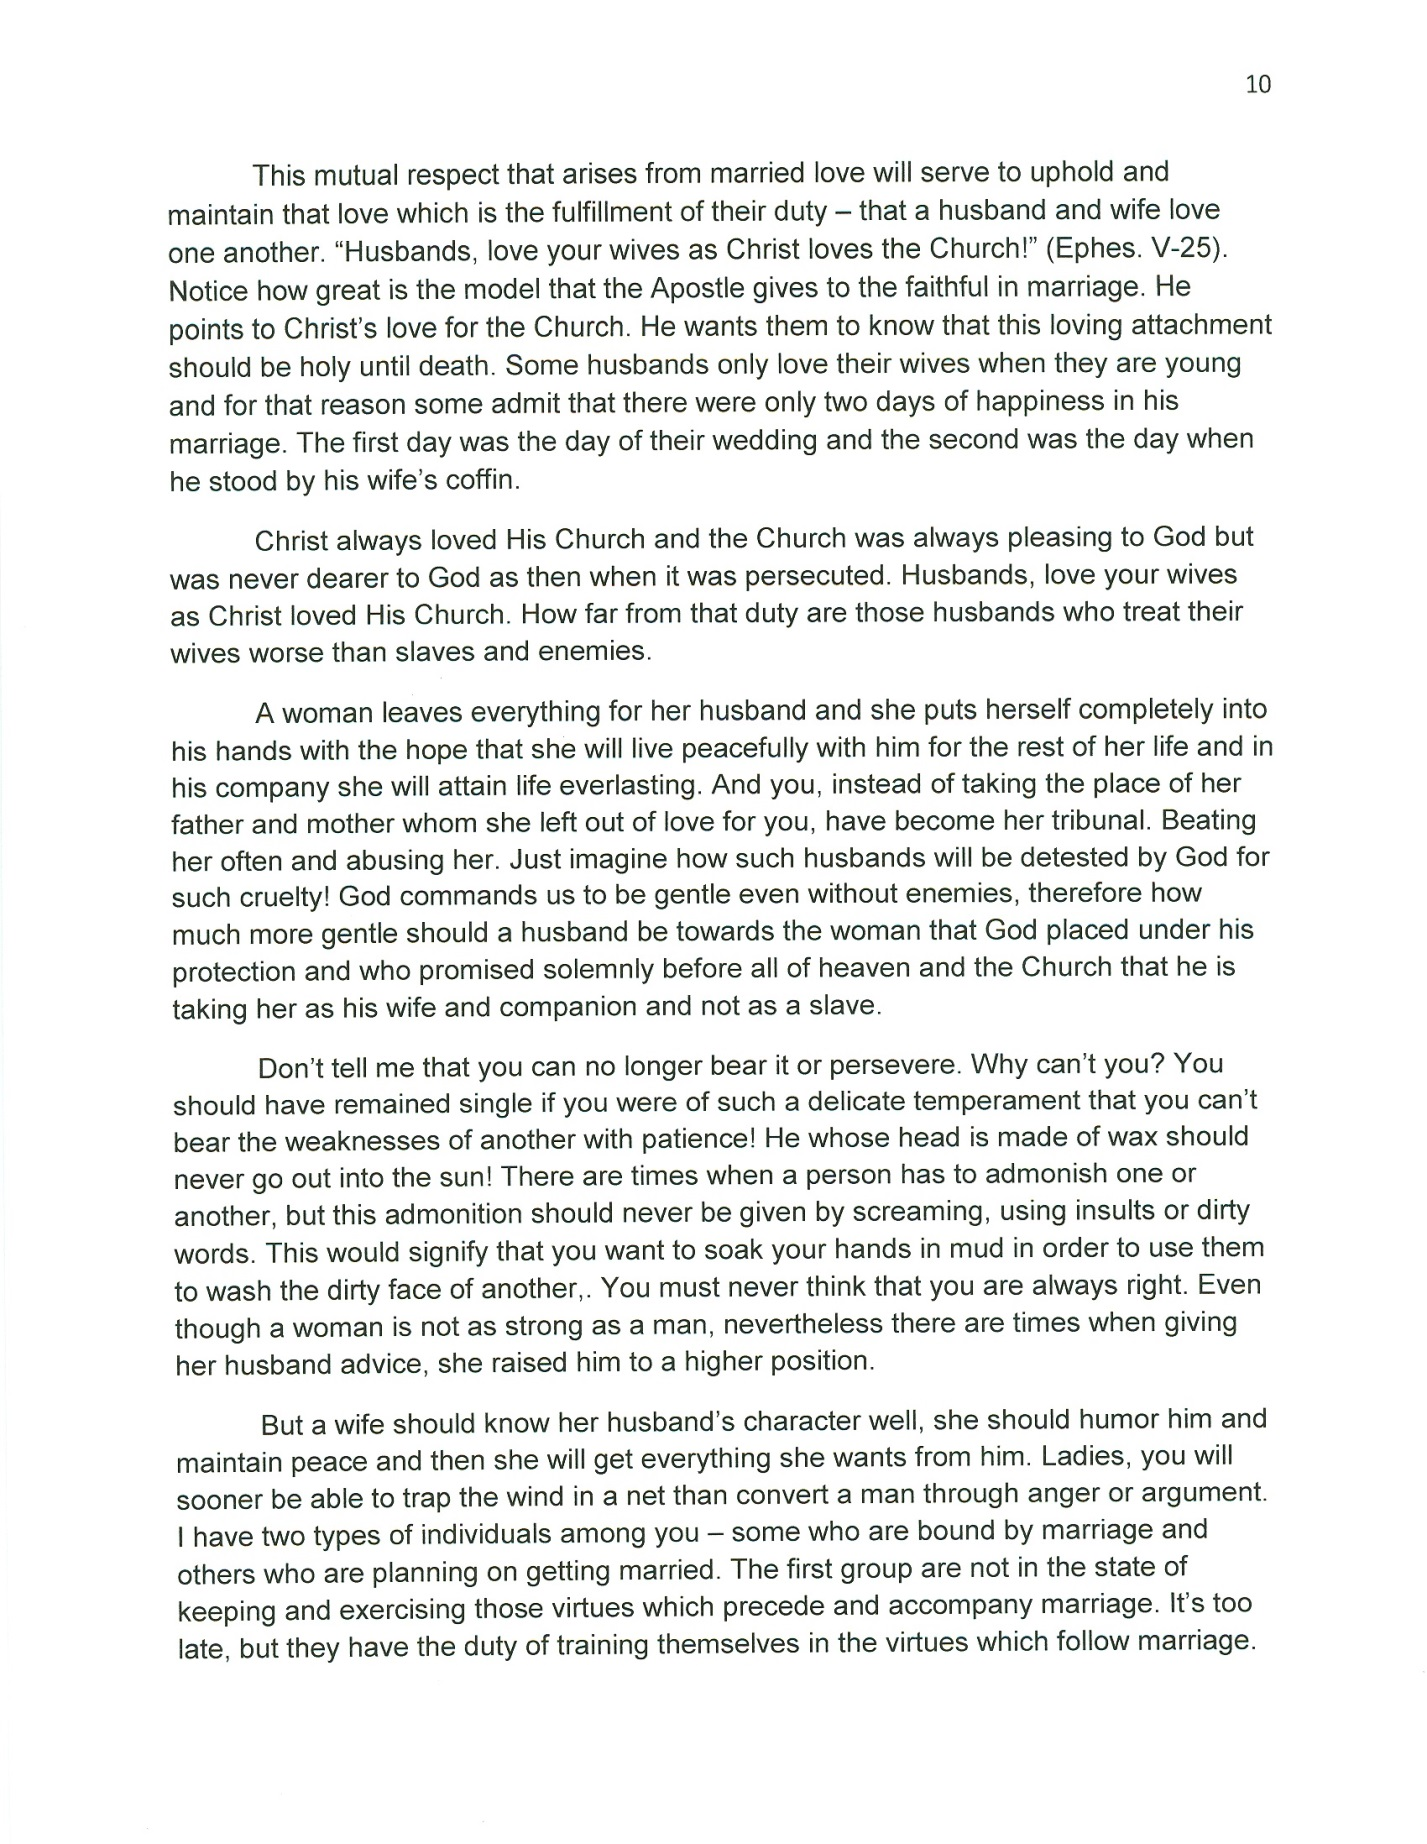 10
This mutual respect that arises from married love will serve to uphold and
maintain that love which is the fulfillment of their duty – that a husband and wife love
one another. “Husbands, love your wives as Christ loves the Church!” (Ephes. V-25).
Notice how great is the model that the Apostle gives to the faithful in marriage. He
points to Christ’s love for the Church. He wants them to know that this loving attachment
should be holy until death. Some husbands only love their wives when they are young
and for that reason some admit that there were only two days of happiness in his
marriage. The first day was the day of their wedding and the second was the day when
he stood by his wife’s coffin.
Christ always loved His Church and the Church was always pleasing to God but
was never dearer to God as then when it was persecuted. Husbands, love your wives
as Christ loved His Church. How far from that duty are those husbands who treat their
wives worse than slaves and enemies.
A woman leaves everything for her husband and she puts herself completely into
his hands with the hope that she will live peacefully with him for the rest of her life and in
his company she will attain life everlasting. And you, instead of taking the place of her
father and mother whom she left out of love for you, have become her tribunal. Beating
her often and abusing her. Just imagine how such husbands will be detested by God for
such cruelty! God commands us to be gentle even without enemies, therefore how
much more gentle should a husband be towards the woman that God placed under his
protection and who promised solemnly before all of heaven and the Church that he is
taking her as his wife and companion and not as a slave.
Don’t tell me that you can no longer bear it or persevere. Why can’t you? You
should have remained single if you were of such a delicate temperament that you can’t
bear the weaknesses of another with patience! He whose head is made of wax should
never go out into the sun! There are times when a person has to admonish one or
another, but this admonition should never be given by screaming, using insults or dirty
words. This would signify that you want to soak your hands in mud in order to use them
to wash the dirty face of another,. You must never think that you are always right. Even
though a woman is not as strong as a man, nevertheless there are times when giving
her husband advice, she raised him to a higher position.
But a wife should know her husband’s character well, she should humor him and
maintain peace and then she will get everything she wants from him. Ladies, you will
sooner be able to trap the wind in a net than convert a man through anger or argument.
I have two types of individuals among you – some who are bound by marriage and
others who are planning on getting married. The first group are not in the state of
keeping and exercising those virtues which precede and accompany marriage. It’s too
late, but they have the duty of training themselves in the virtues which follow marriage.